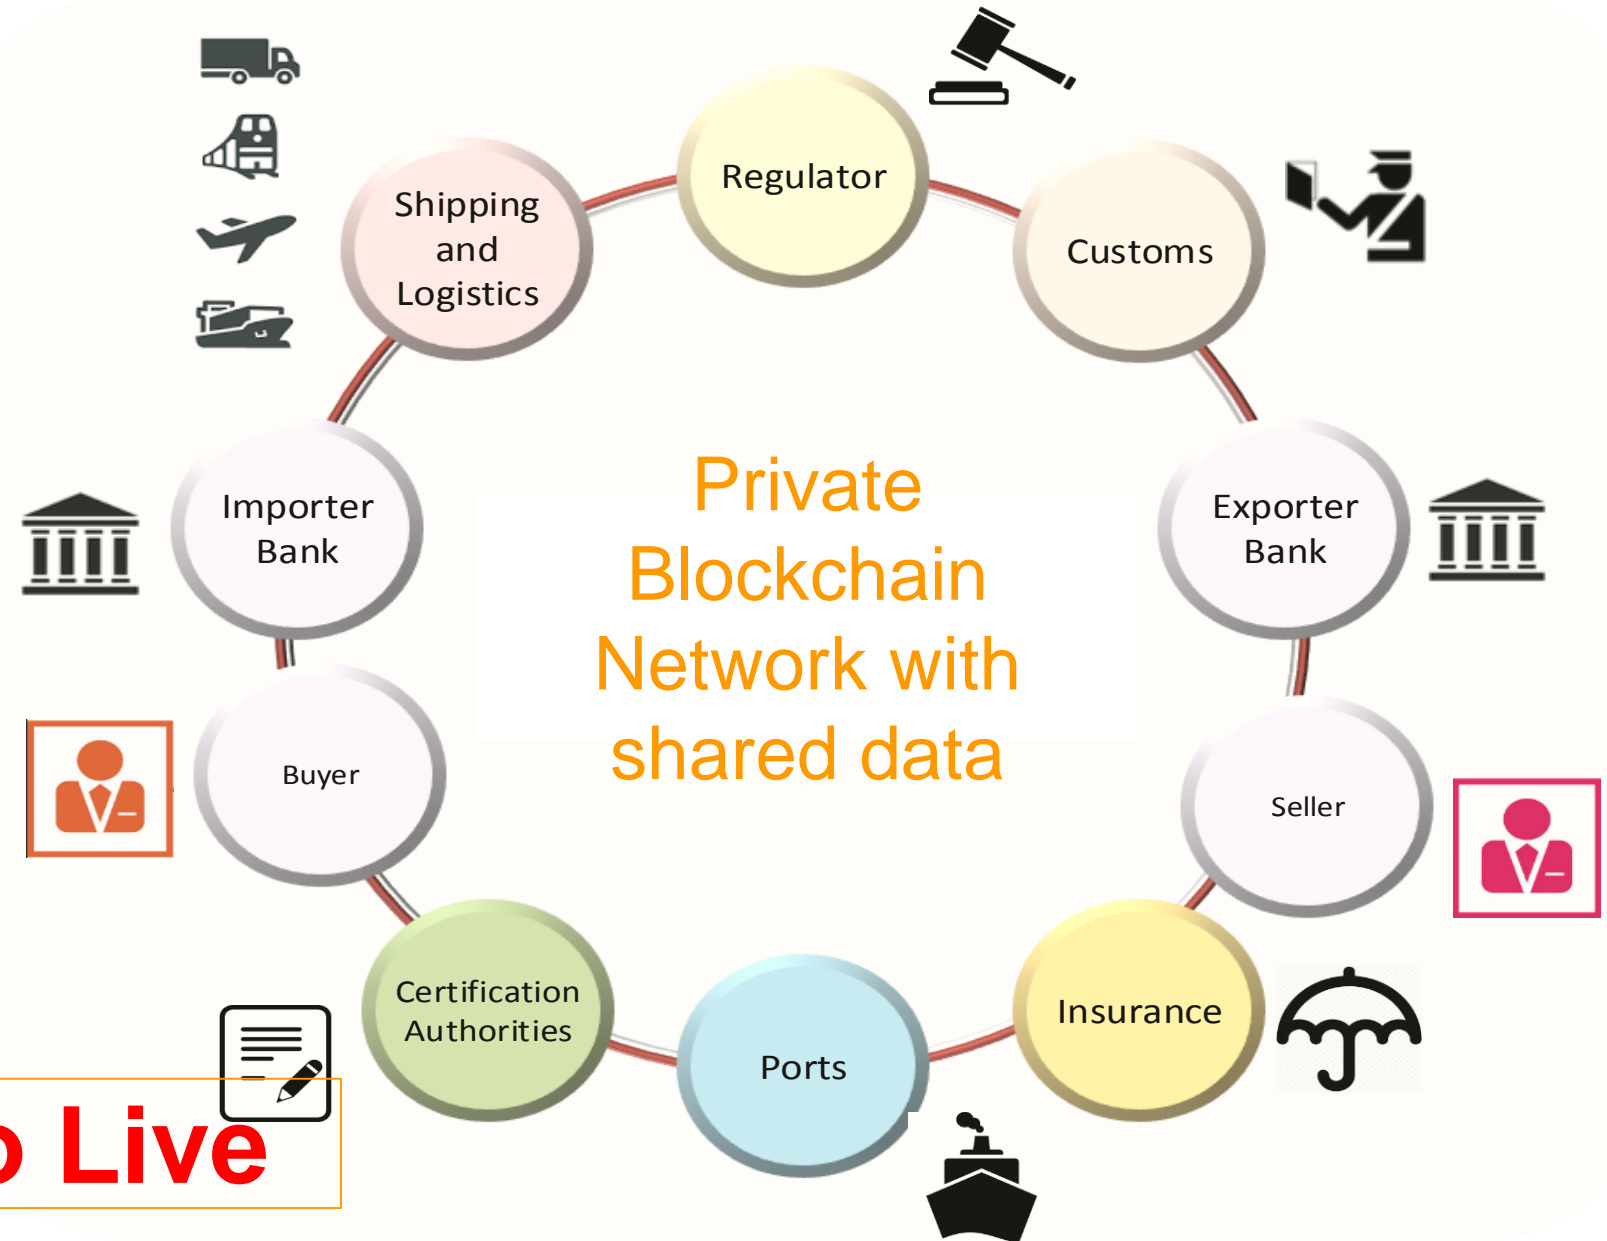 Regulator
Shipping
and
Logistics
Customs
Private
Blockchain
Network with
shared data
Importer
Bank
Exporter
Bank
Buyer
Seller
Certification
Authorities
Insurance
Ports
Live